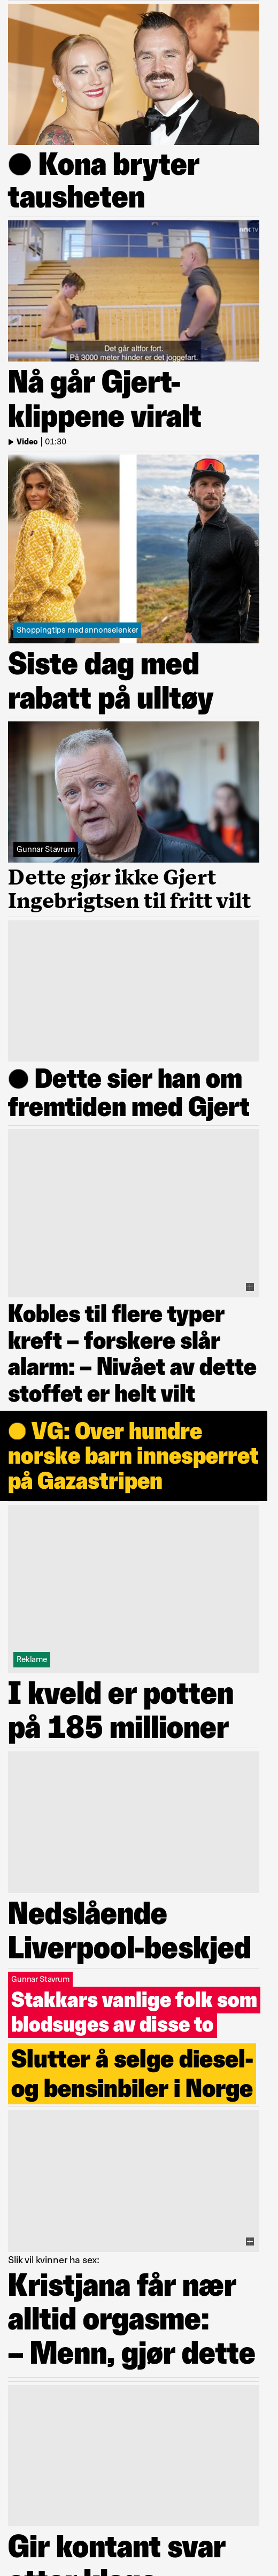 Kona bryter
tausheten
NRK TV
Det går altfor fort.
På 3000 meter hinder er det joggefart.
Nå går Gjert-
klippene viralt
Video | 01:30
Shoppingtips med annonselenker
Siste dag med
rabatt på ulltøy
Gunnar Stavrum
Dette gjør ikke Gjert
Ingebrigtsen til fritt vilt
Dette sier han om
fremtiden med Gjert
Kobles til flere typer
kreft – forskere slår
alarm: – Nivået av dette
stoffet er helt vilt
VG: Over hundre
norske barn innesperret
på Gazastripen
Reklame
I kveld er potten
på 185 millioner
Nedslående
Liverpool-beskjed
Gunnar Stavrum
Stakkars vanlige folk som
blodsuges av disse to
Slutter å selge diesel-
og bensinbiler i Norge
Slik vil kvinner ha sex:
Kristjana får nær
alltid orgasme:
– Menn, gjør dette
Gir kontant svar